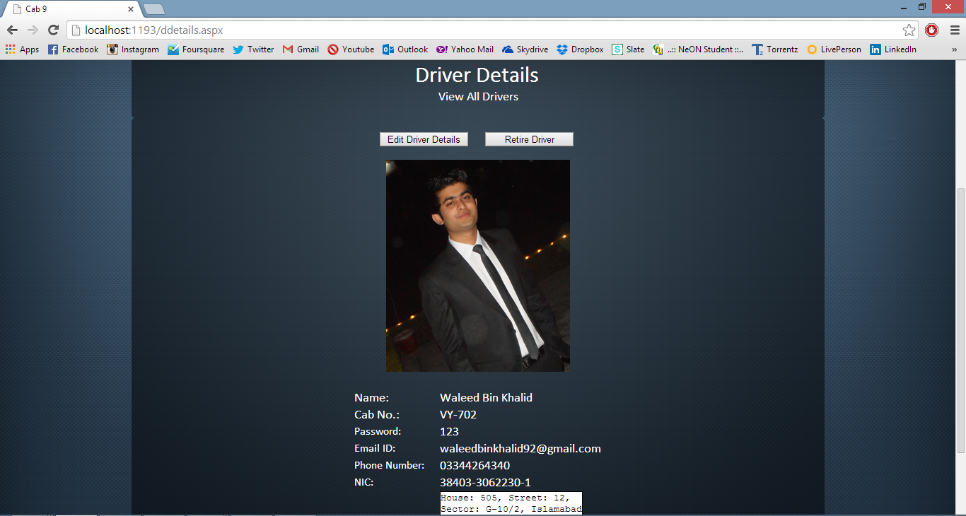 Cab 9
localhost:1193/ddetails.aspx
Apps Facebook Instagram Foursquare Twitter Gmail Youtube Outlook Yahoo Mail Skydrive Dropbox Slate ..:: NeON Student ::.. Torrentz LivePerson LinkedIn »
Driver Details
View All Drivers
Edit Driver Details Retire Driver
Name: Waleed Bin Khalid
Cab No.: VY-702
Password: 123
Email ID: waleedbinkhalid92@gmail.com
Phone Number: 03344264340
NIC: 38403-3062230-1
House: 505, Street: 12,
Sector: G-10/2, Islamabad